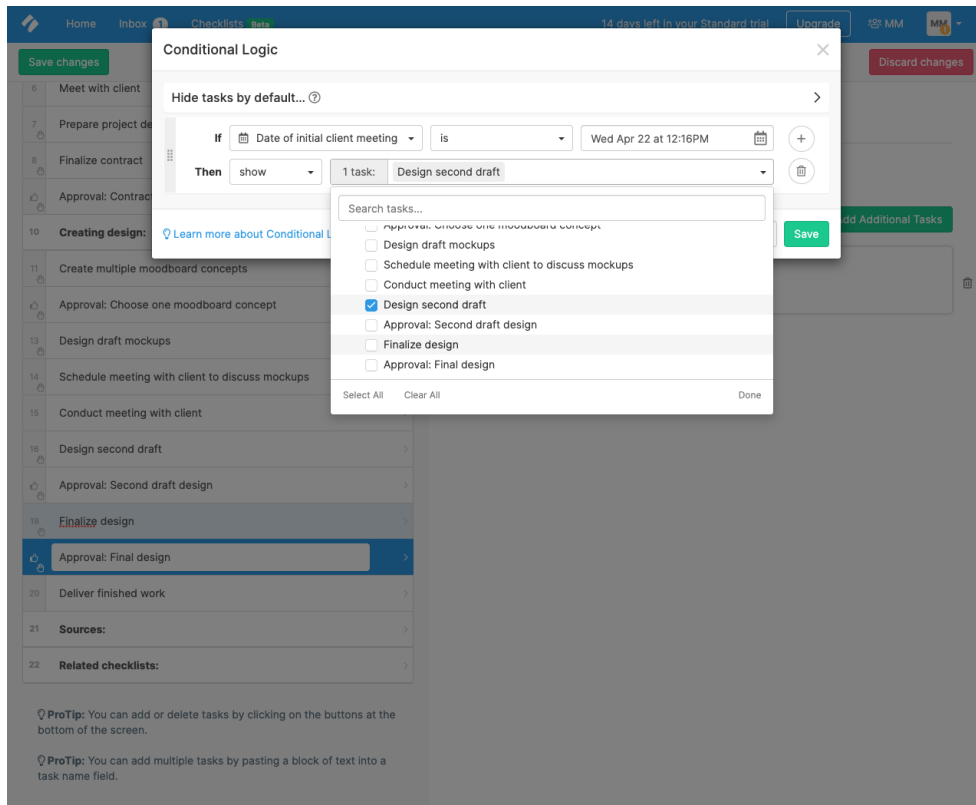 Home Inbox 1 Checklists Beta 14 days left in your Standard trial Upgrade MM MM
Save changes Discard changes
Conditional Logic
Hide tasks by default...
If Date of initial client meeting is Wed Apr 22 at 12:16PM
Then show 1 task: Design second draft
Search tasks...
Approval: Choose one moodboard concept
Design draft mockups
Schedule meeting with client to discuss mockups
Conduct meeting with client
Design second draft
Approval: Second draft design
Finalize design
Approval: Final design
Select All Clear All Done
Learn more about Conditional L
Save
Add Additional Tasks
6 Meet with client
7 Prepare project de
8 Finalize contract
Approval: Contract
10 Creating design:
11 Create multiple moodboard concepts
Approval: Choose one moodboard concept
13 Design draft mockups
14 Schedule meeting with client to discuss mockups
15 Conduct meeting with client
16 Design second draft
Approval: Second draft design
18 Finalize design
Approval: Final design
20 Deliver finished work
21 Sources:
22 Related checklists:
ProTip: You can add or delete tasks by clicking on the buttons at the
bottom of the screen.
ProTip: You can add multiple tasks by pasting a block of text into a
task name field.